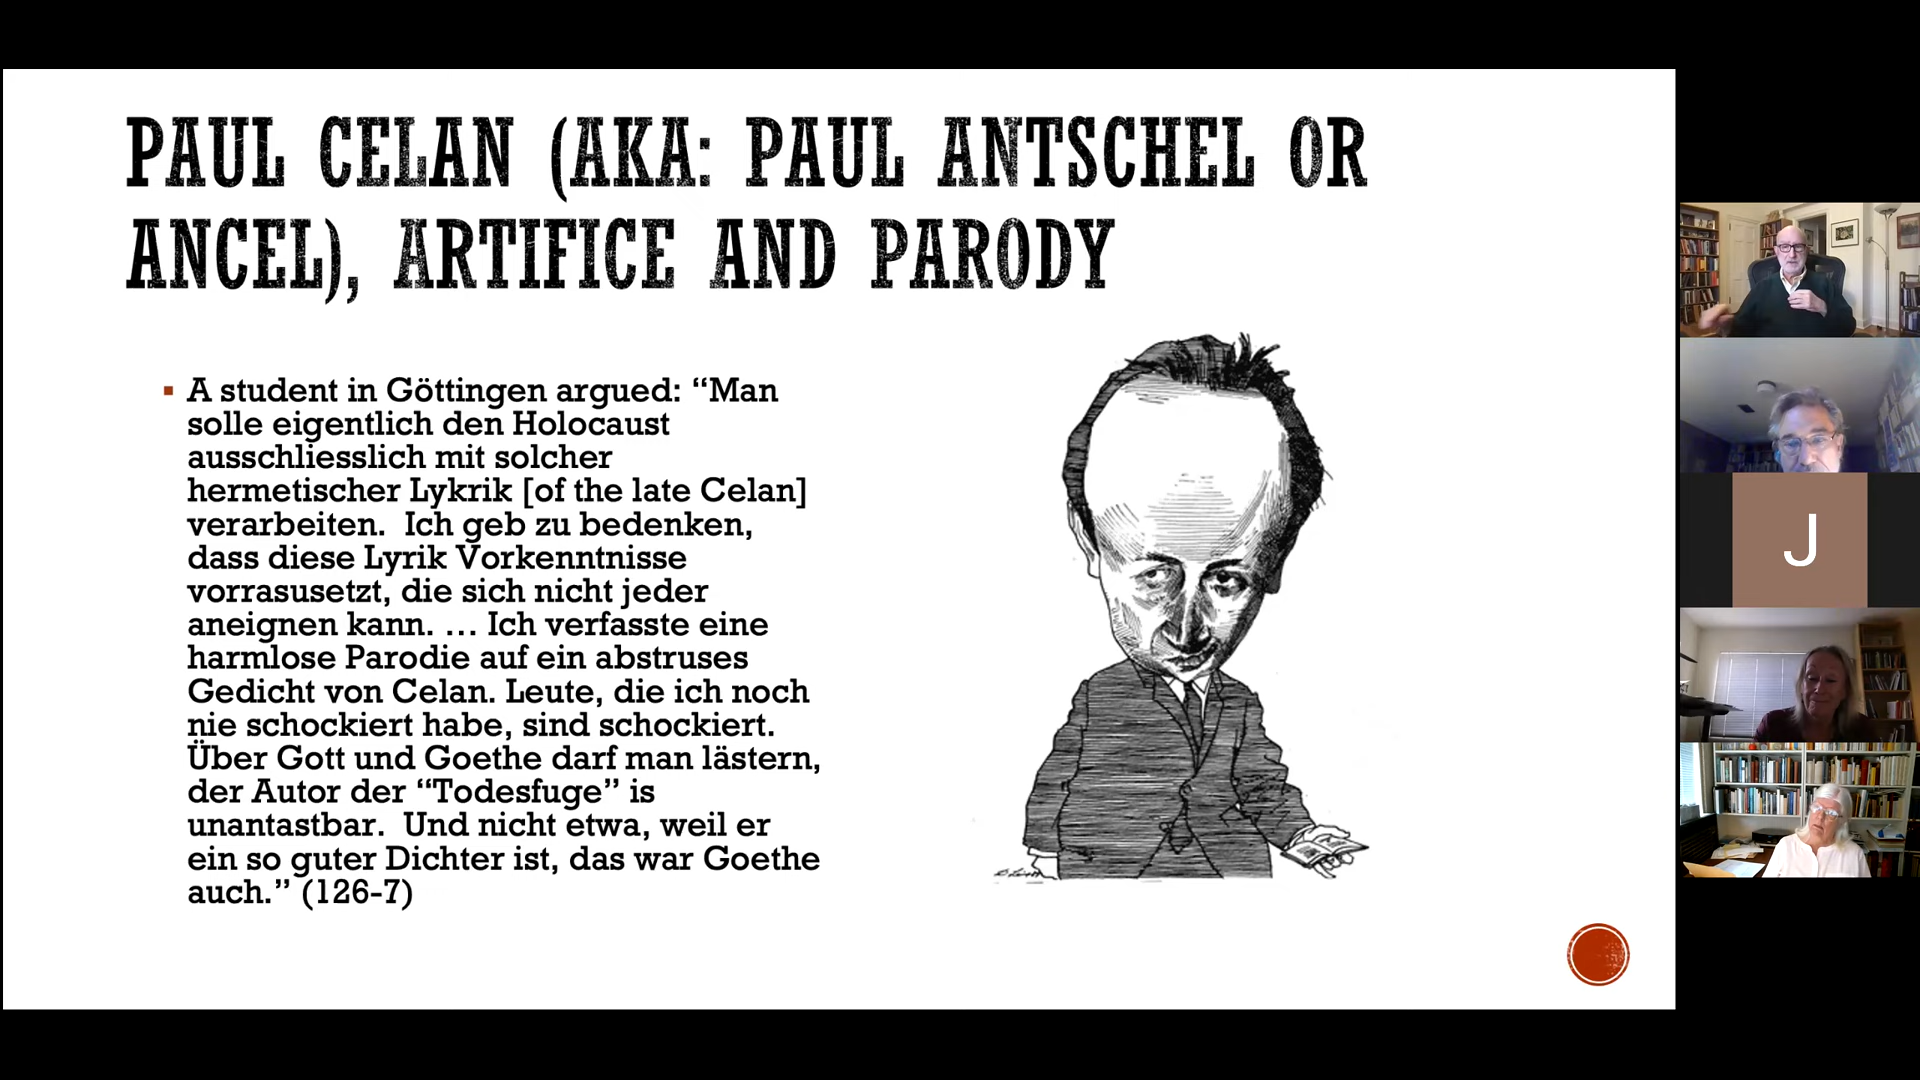 PAUL CELAN (AKA: PAUL ANTSCHEL OR
ANCEL), ARTIFICE AND PARODY
▪ A student in Göttingen argued: “Man
solle eigentlich den Holocaust
ausschliesslich mit solcher
hermetischer Lykrik [of the late Celan]
verarbeiten.  Ich geb zu bedenken,
dass diese Lyrik Vorkenntnisse
vorrasusetzt, die sich nicht jeder
aneignen kann. … Ich verfasste eine
harmlose Parodie auf ein abstruses
Gedicht von Celan. Leute, die ich noch
nie schockiert habe, sind schockiert.
Über Gott und Goethe darf man lästern,
der Autor der “Todesfuge” is
unantastbar.  Und nicht etwa, weil er
ein so guter Dichter ist, das war Goethe
auch.” (126-7)
J